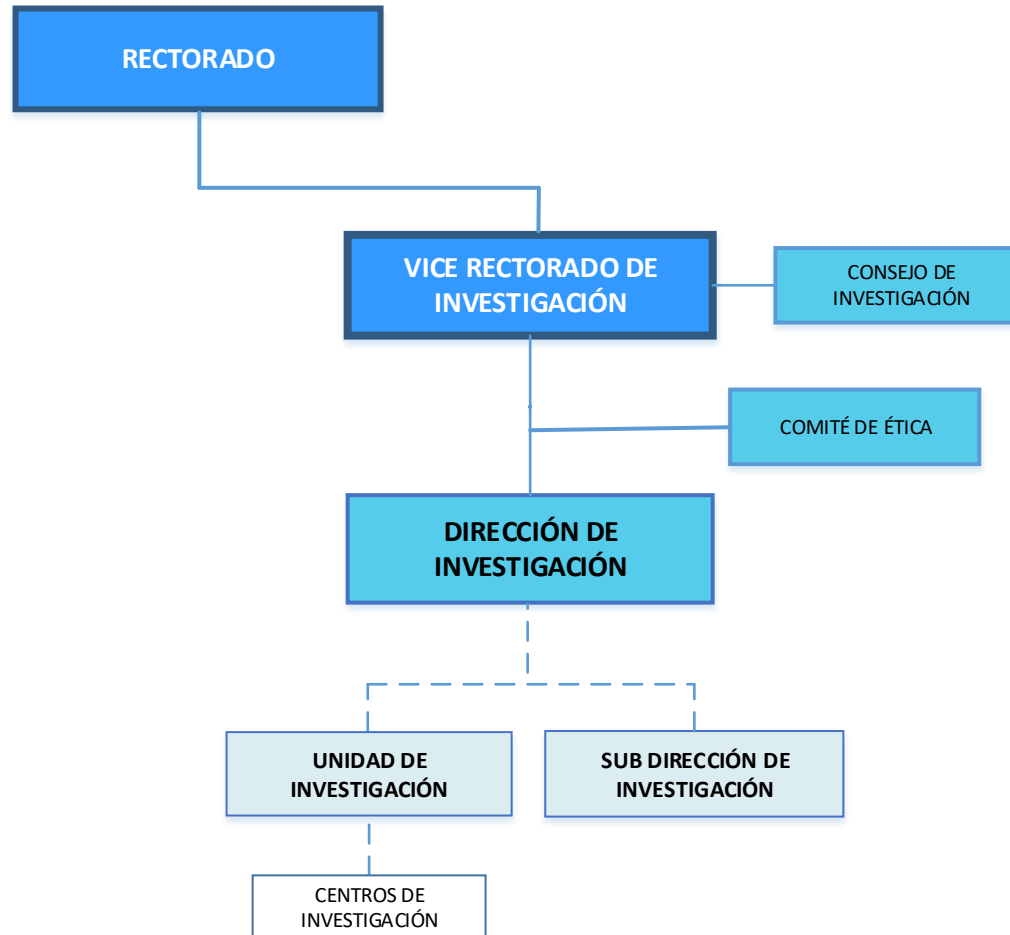 RECTORADO
VICE RECTORADO DE
INVESTIGACIÓN
CONSEJO DE
INVESTIGACIÓN
COMITÉ DE ÉTICA
DIRECCIÓN DE
INVESTIGACIÓN
UNIDAD DE
INVESTIGACIÓN
SUB DIRECCIÓN DE
INVESTIGACIÓN
CENTROS DE
INVESTIGACIÓN